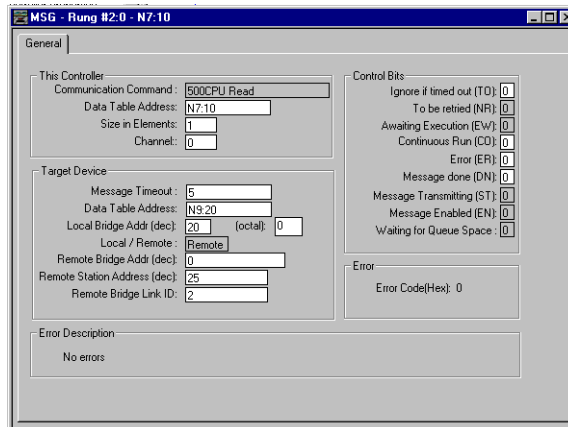 MSG - Rung #2:0 - N7:10
General
This Controller
Communication Command : 500CPU Read
Data Table Address: N7:10
Size in Elements: 1
Channel:: 0
Target Device
Message Timeout : 5
Data Table Address: N9:20
Local Bridge Addr (dec): 20 (octal): 0
Local / Remote : Remote
Remote Bridge Addr (dec): 0
Remote Station Address (dec): 25
Remote Bridge Link ID: 2
Control Bits
Ignore if timed out (TO): 0
To be retried (NR): 0
Awaiting Execution (EW): 0
Continuous Run (CO): 0
Error (ER): 0
Message done (DN): 0
Message Transmitting (ST): 0
Message Enabled (EN): 0
Waiting for Queue Space : 0
Error
Error Code(Hex): 0
Error Description
No errors